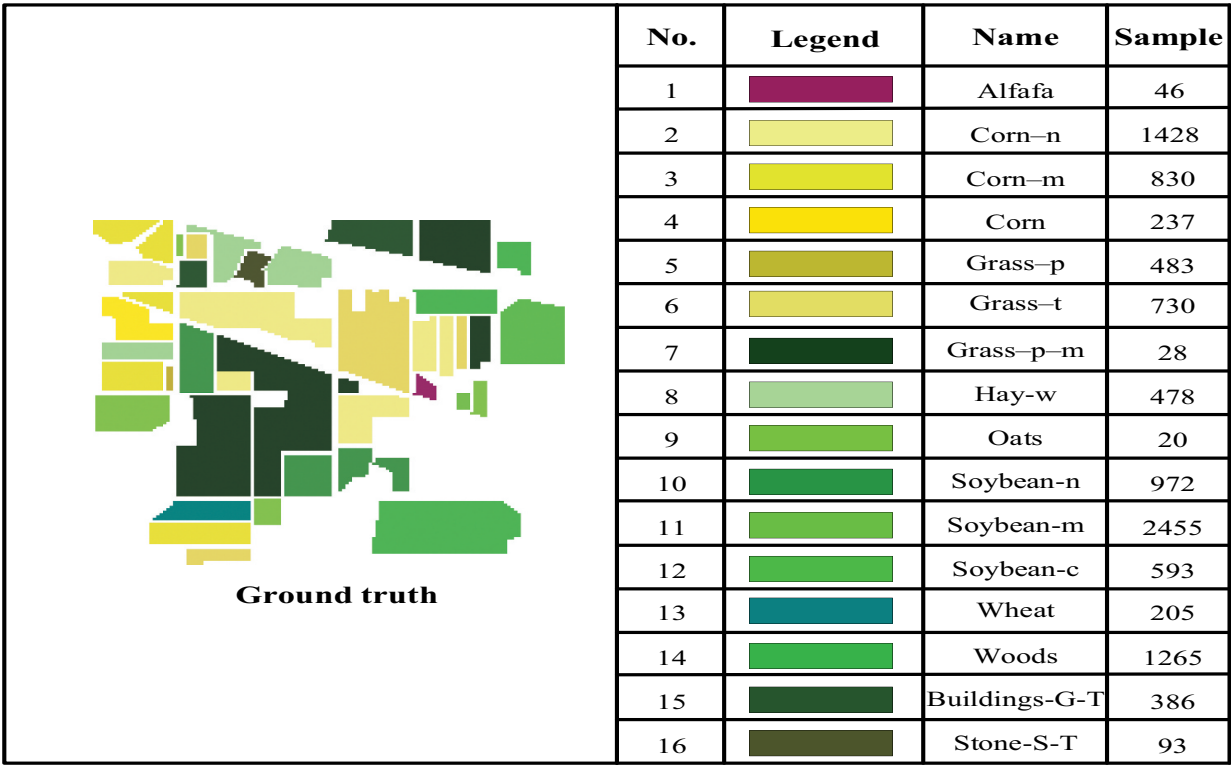 No. Legend Name Sample
1 Alfafa 46
2 Corn–n 1428
3 Corn–m 830
4 Corn 237
5 Grass–p 483
6 Grass–t 730
7 Grass–p–m 28
8 Hay-w 478
9 Oats 20
10 Soybean-n 972
11 Soybean-m 2455
12 Soybean-c 593
13 Wheat 205
14 Woods 1265
15 Buildings-G-T 386
16 Stone-S-T 93
Ground truth